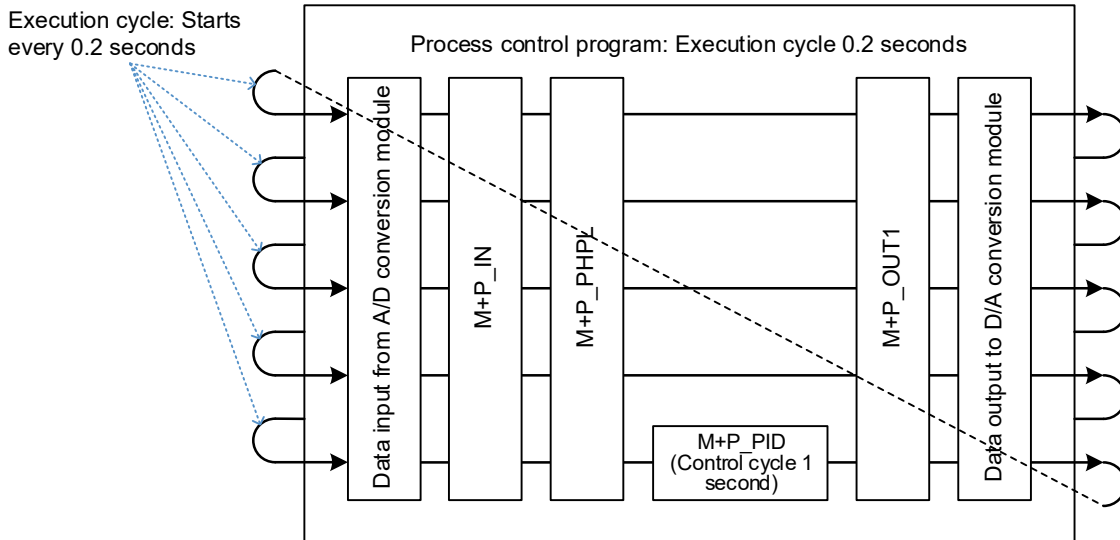 Execution cycle: Starts
every 0.2 seconds
Process control program: Execution cycle 0.2 seconds
Data input from A/D conversion module
M+P_IN
M+P_PHPL
M+P_PID
(Control cycle 1
second)
M+P_OUT1
Data output to D/A conversion module